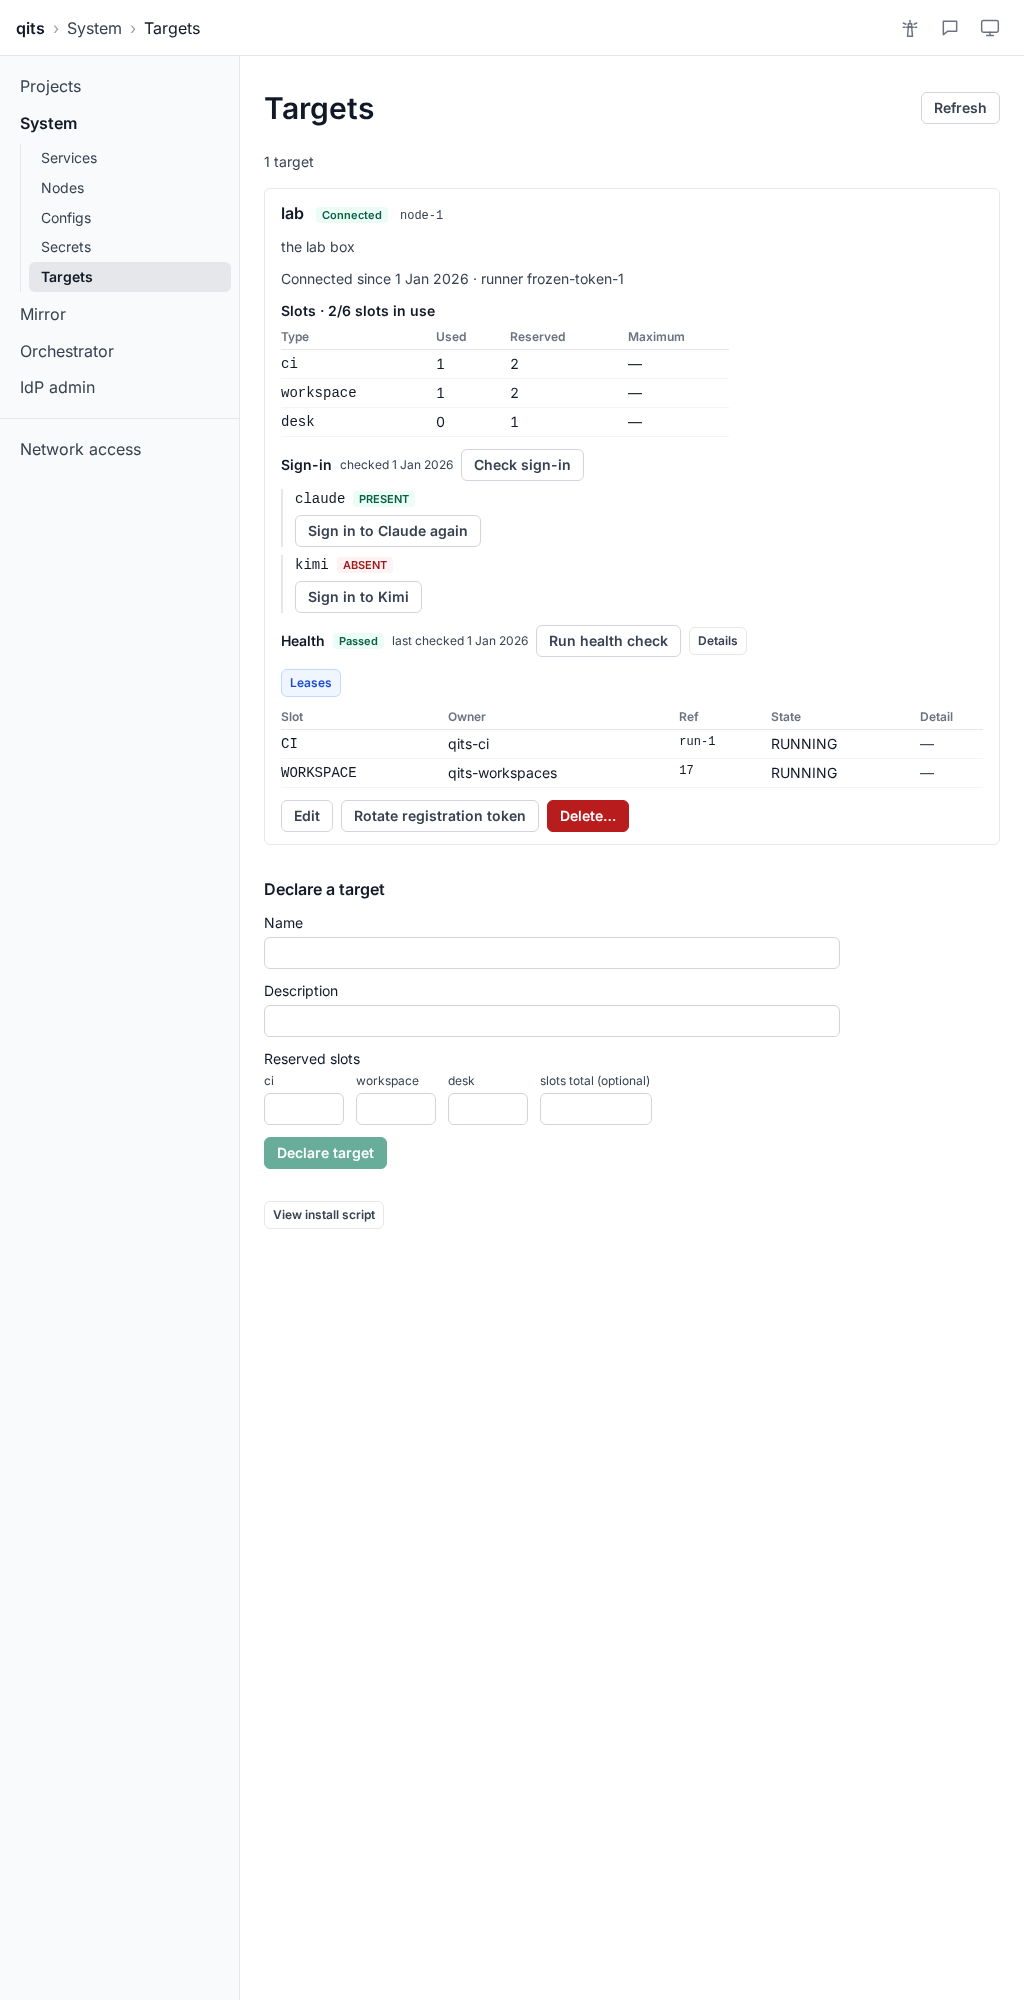 qits › System › Targets
Projects
System
Services
Nodes
Configs
Secrets
Targets
Mirror
Orchestrator
IdP admin
Network access
Targets
Refresh
1 target
lab Connected node-1
the lab box
Connected since 1 Jan 2026 · runner frozen-token-1
Slots · 2/6 slots in use
Type Used Reserved Maximum
ci 1 2 —
workspace 1 2 —
desk 0 1 —
Sign-in checked 1 Jan 2026 Check sign-in
claude PRESENT
Sign in to Claude again
kimi ABSENT
Sign in to Kimi
Health Passed last checked 1 Jan 2026 Run health check Details
Leases
Slot Owner Ref State Detail
CI qits-ci run-1 RUNNING —
WORKSPACE qits-workspaces 17 RUNNING —
Edit Rotate registration token Delete…
Declare a target
Name
Description
Reserved slots
ci workspace desk slots total (optional)
Declare target
View install script